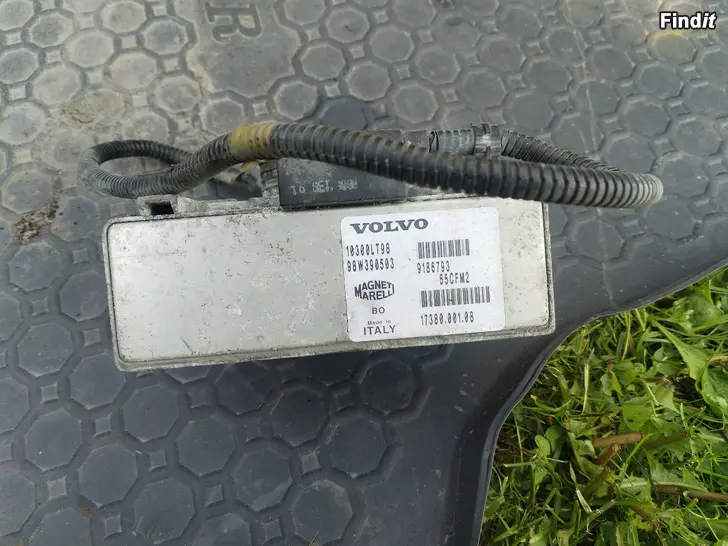 Findit
R
VOLVO
10300LT98
98W390503
9186793
55CFM2
MAGNETI
MARELLI
BO
Made in
ITALY
17380.001.08